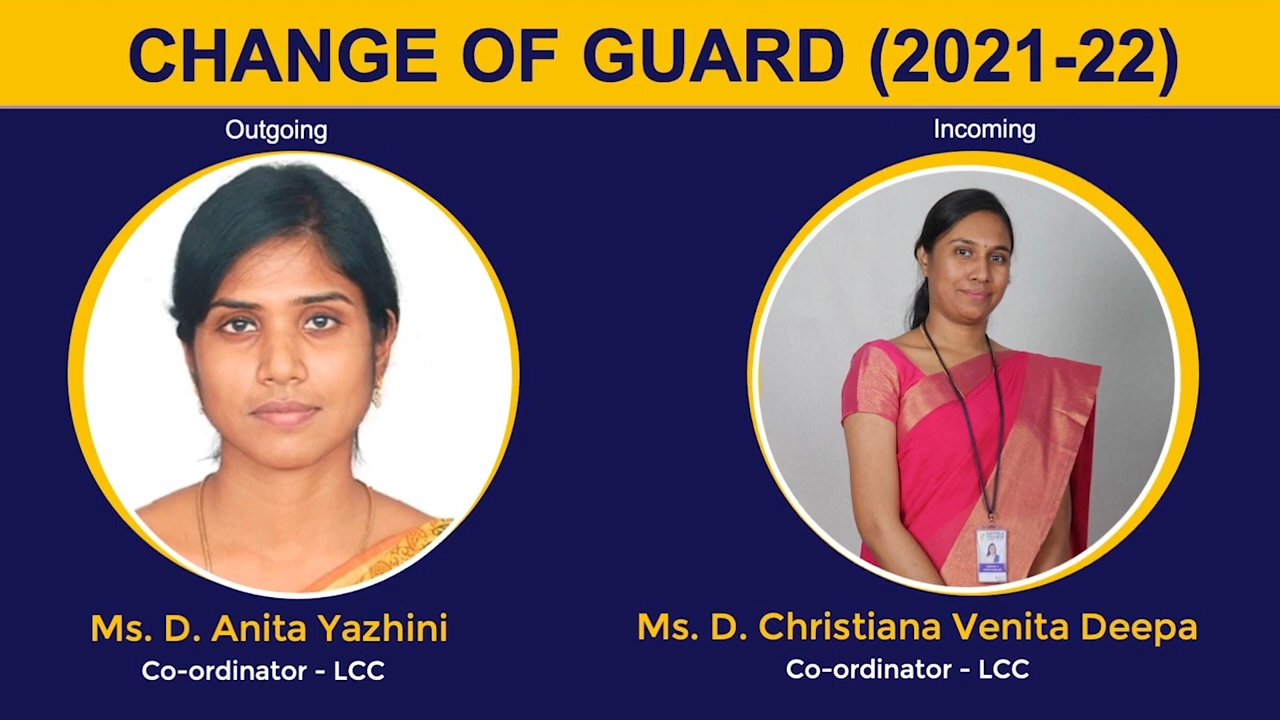 CHANGE OF GUARD (2021-22)
Outgoing
Incoming
Ms. D. Anita Yazhini
Co-ordinator - LCC
Ms. D. Christiana Venita Deepa
Co-ordinator - LCC